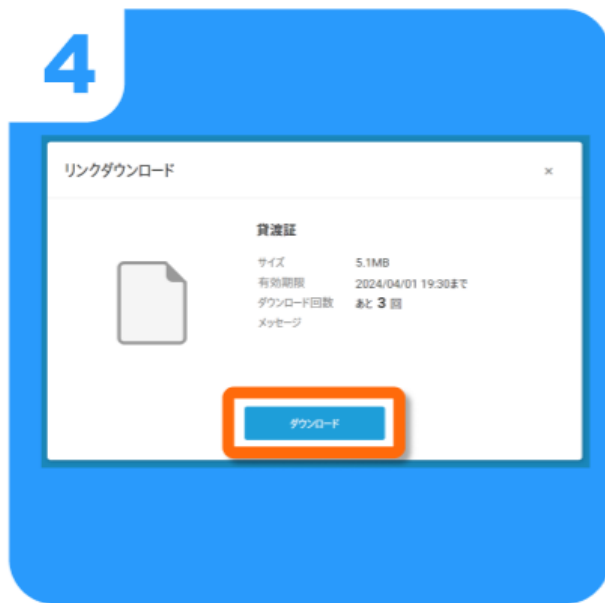 4
リンクダウンロード ×
貸渡証
サイズ 5.1MB
有効期限 2024/04/01 19:30まで
ダウンロード回数 あと 3 回
メッセージ
ダウンロード